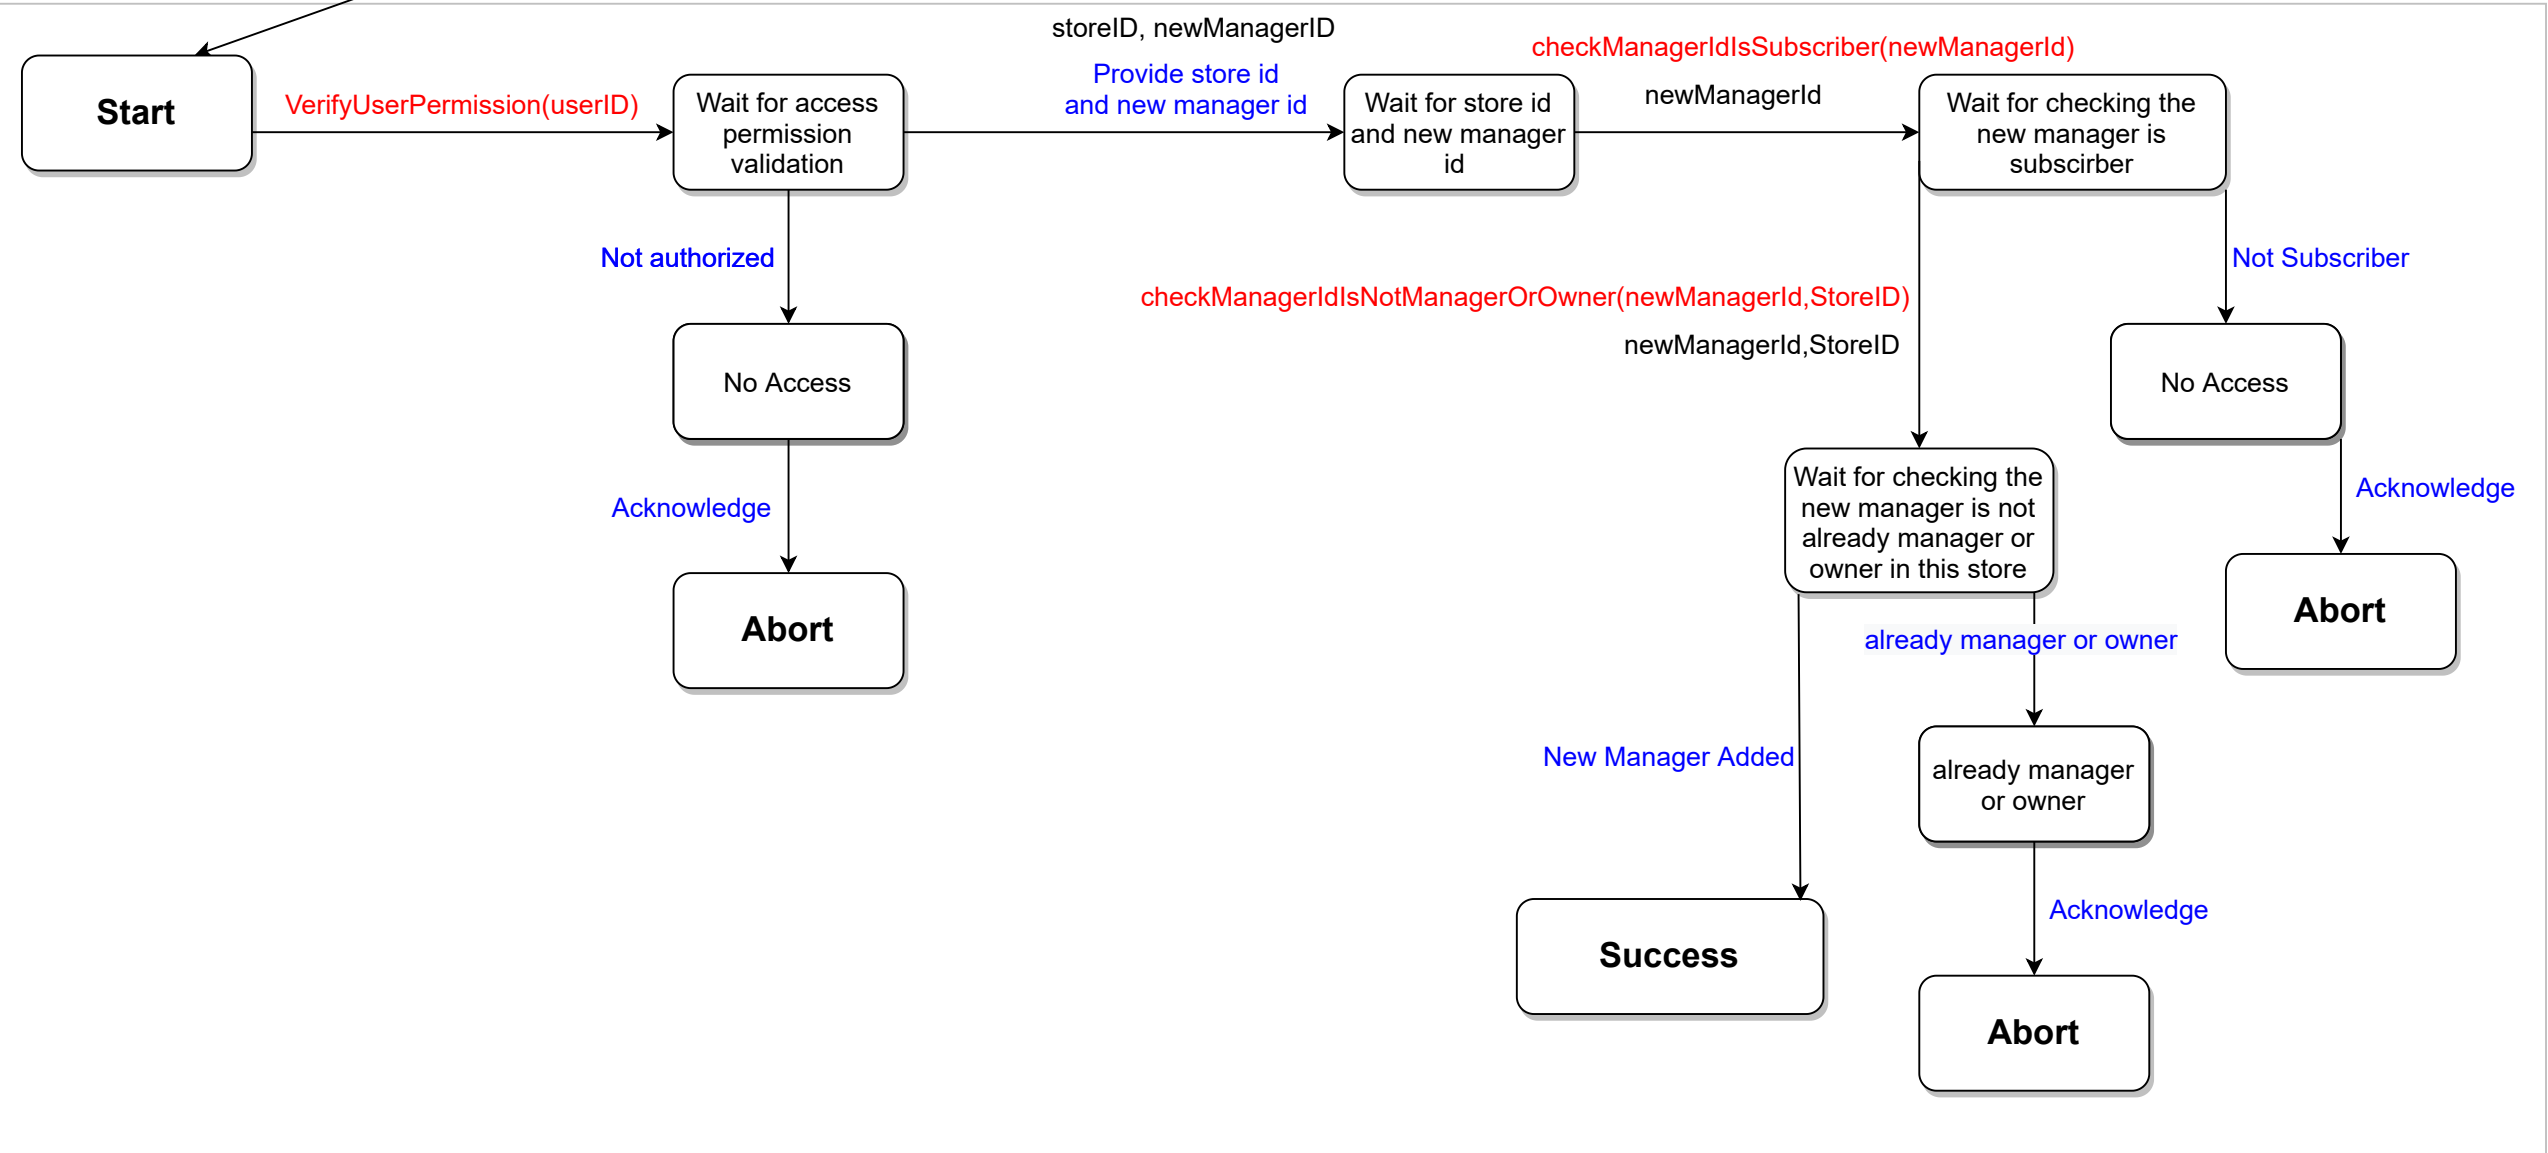 storeID, newManagerID
checkManagerIdIsSubscriber(newManagerId)
Start
VerifyUserPermission(userID)
Wait for access
permission
validation
Provide store id
and new manager id
Wait for store id
and new manager
id
newManagerId
Wait for checking the
new manager is
subscirber
Not authorized
Not Subscriber
checkManagerIdIsNotManagerOrOwner(newManagerId,StoreID)
newManagerId,StoreID
No Access
No Access
Acknowledge
Acknowledge
Wait for checking the
new manager is not
already manager or
owner in this store
Abort
Abort
already manager or owner
New Manager Added
already manager
or owner
Acknowledge
Success
Abort